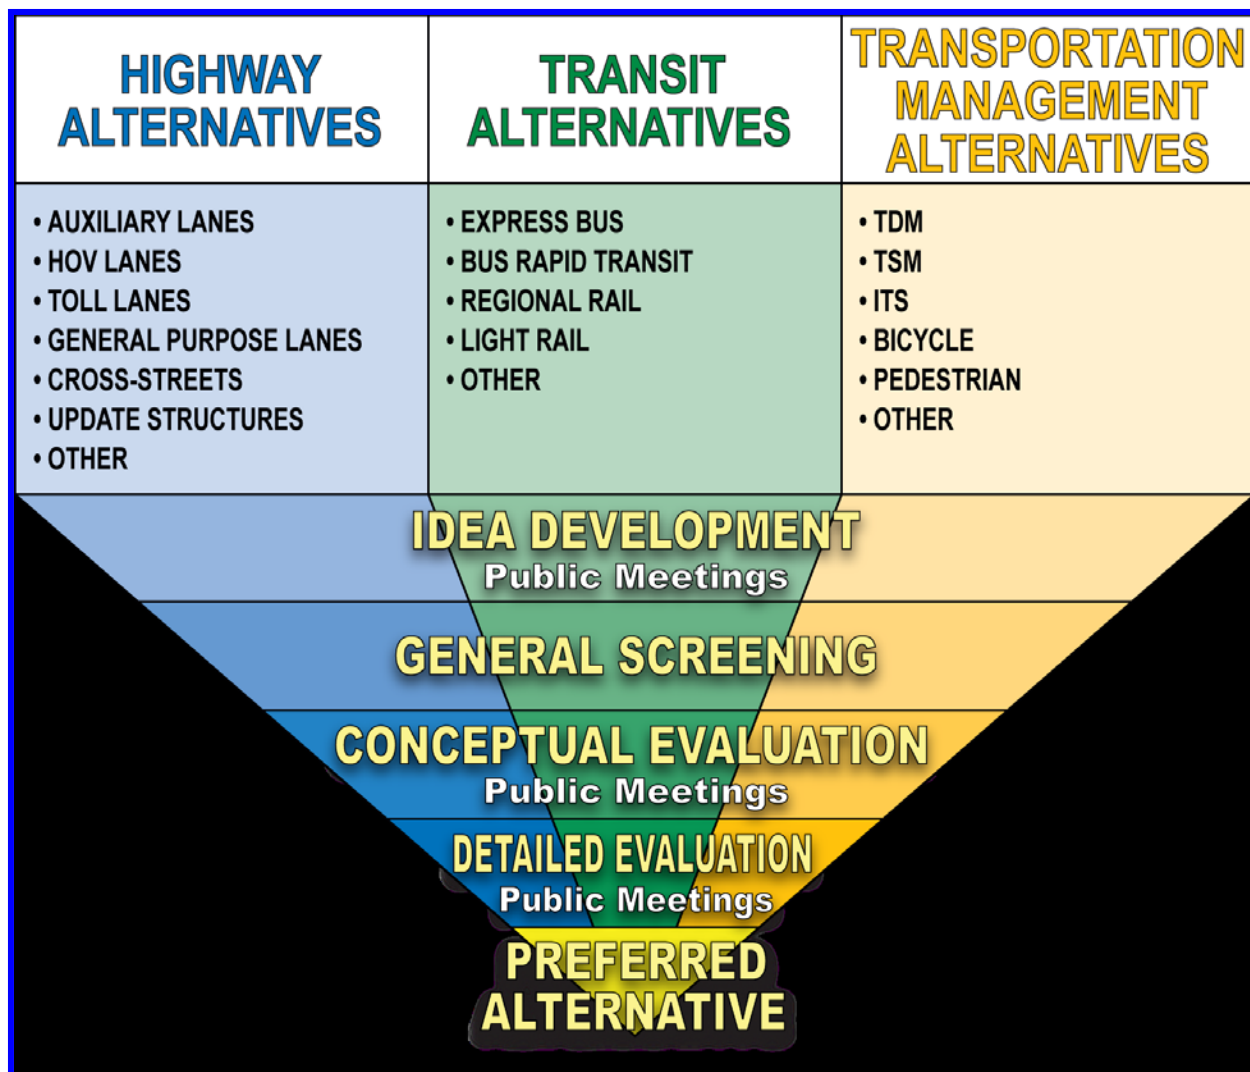 HIGHWAY
ALTERNATIVES
TRANSIT
ALTERNATIVES
TRANSPORTATION
MANAGEMENT
ALTERNATIVES
• AUXILIARY LANES
• HOV LANES
• TOLL LANES
• GENERAL PURPOSE LANES
• CROSS-STREETS
• UPDATE STRUCTURES
• OTHER
• EXPRESS BUS
• BUS RAPID TRANSIT
• REGIONAL RAIL
• LIGHT RAIL
• OTHER
• TDM
• TSM
• ITS
• BICYCLE
• PEDESTRIAN
• OTHER
IDEA DEVELOPMENT
Public Meetings
GENERAL SCREENING
CONCEPTUAL EVALUATION
Public Meetings
DETAILED EVALUATION
Public Meetings
PREFERRED
ALTERNATIVE